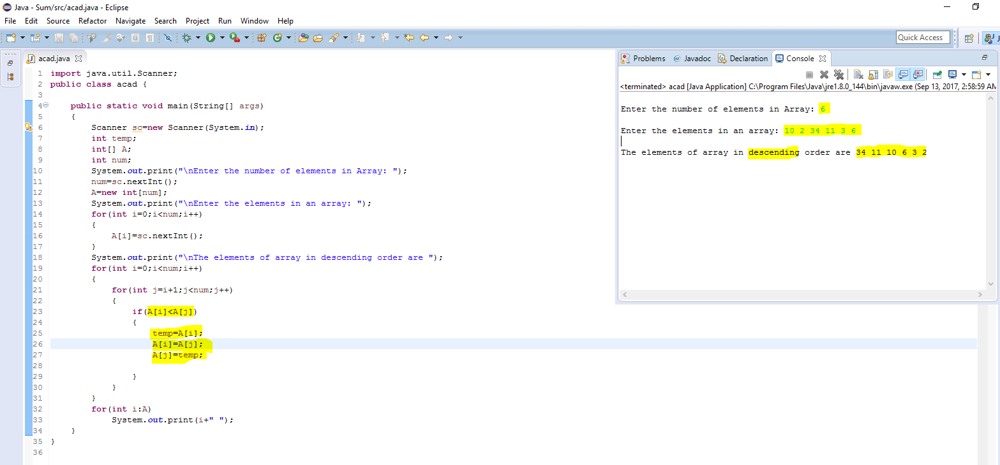 Java - Sum/src/acad.java - Eclipse
File Edit Source Refactor Navigate Search Project Run Window Help
Quick Access
acad.java
1 import java.util.Scanner;
2 public class acad {
3
4 public static void main(String[] args)
5 {
6 Scanner sc=new Scanner(System.in);
7 int temp;
8 int[] A;
9 int num;
10 System.out.print("\nEnter the number of elements in Array: ");
11 num=sc.nextInt();
12 A=new int[num];
13 System.out.print("\nEnter the elements in an array: ");
14 for(int i=0;i<num;i++)
15 {
16 A[i]=sc.nextInt();
17 }
18 System.out.print("\nThe elements of array in descending order are ");
19 for(int i=0;i<num;i++)
20 {
21 for(int j=i+1;j<num;j++)
22 {
23 if(A[i]<A[j])
24 {
25 temp=A[i];
26 A[i]=A[j];
27 A[j]=temp;
28
29 }
30 }
31 }
32 for(int i:A)
33 System.out.print(i+" ");
34 }
35 }
36
Problems @ Javadoc Declaration Console
<terminated> acad [Java Application] C:\Program Files\Java\jre1.8.0_144\bin\javaw.exe (Sep 13, 2017, 2:58:59 AM
Enter the number of elements in Array: 6
Enter the elements in an array: 10 2 34 11 3 6
The elements of array in descending order are 34 11 10 6 3 2